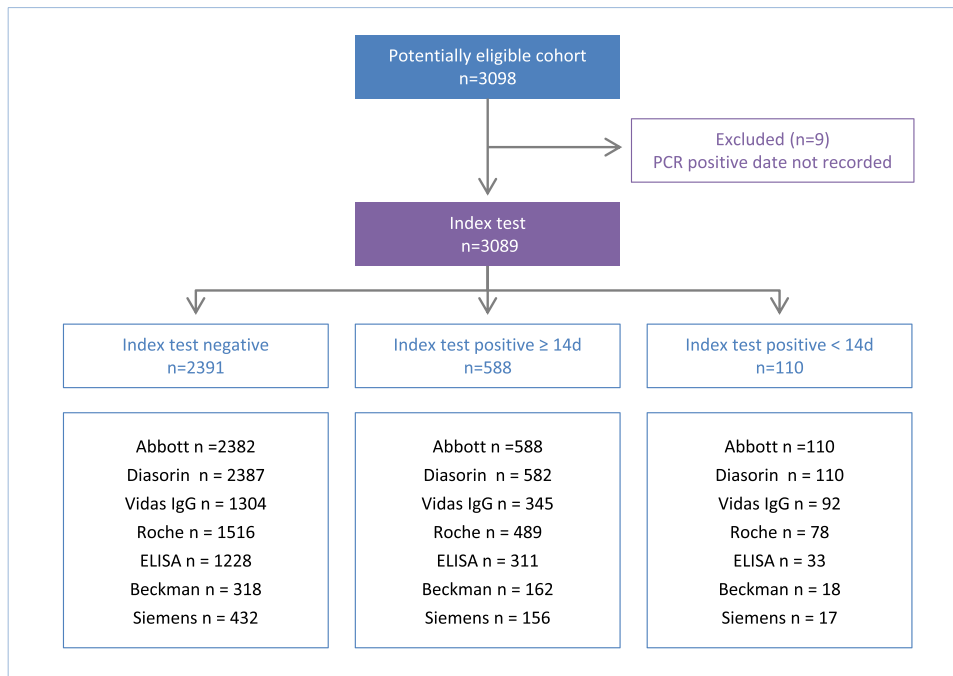 Potentially eligible cohort
n=3098
Excluded (n=9)
PCR positive date not recorded
Index test
n=3089
Index test negative
n=2391
Index test positive ≥ 14d
n=588
Index test positive < 14d
n=110
Abbott n =2382
Diasorin  n = 2387
Vidas IgG n = 1304
Roche n = 1516
ELISA n = 1228
Beckman n = 318
Siemens n = 432
Abbott n =588
Diasorin  n = 582
Vidas IgG n = 345
Roche n = 489
ELISA n = 311
Beckman n = 162
Siemens n = 156
Abbott n =110
Diasorin  n = 110
Vidas IgG n = 92
Roche n = 78
ELISA n = 33
Beckman n = 18
Siemens n = 17